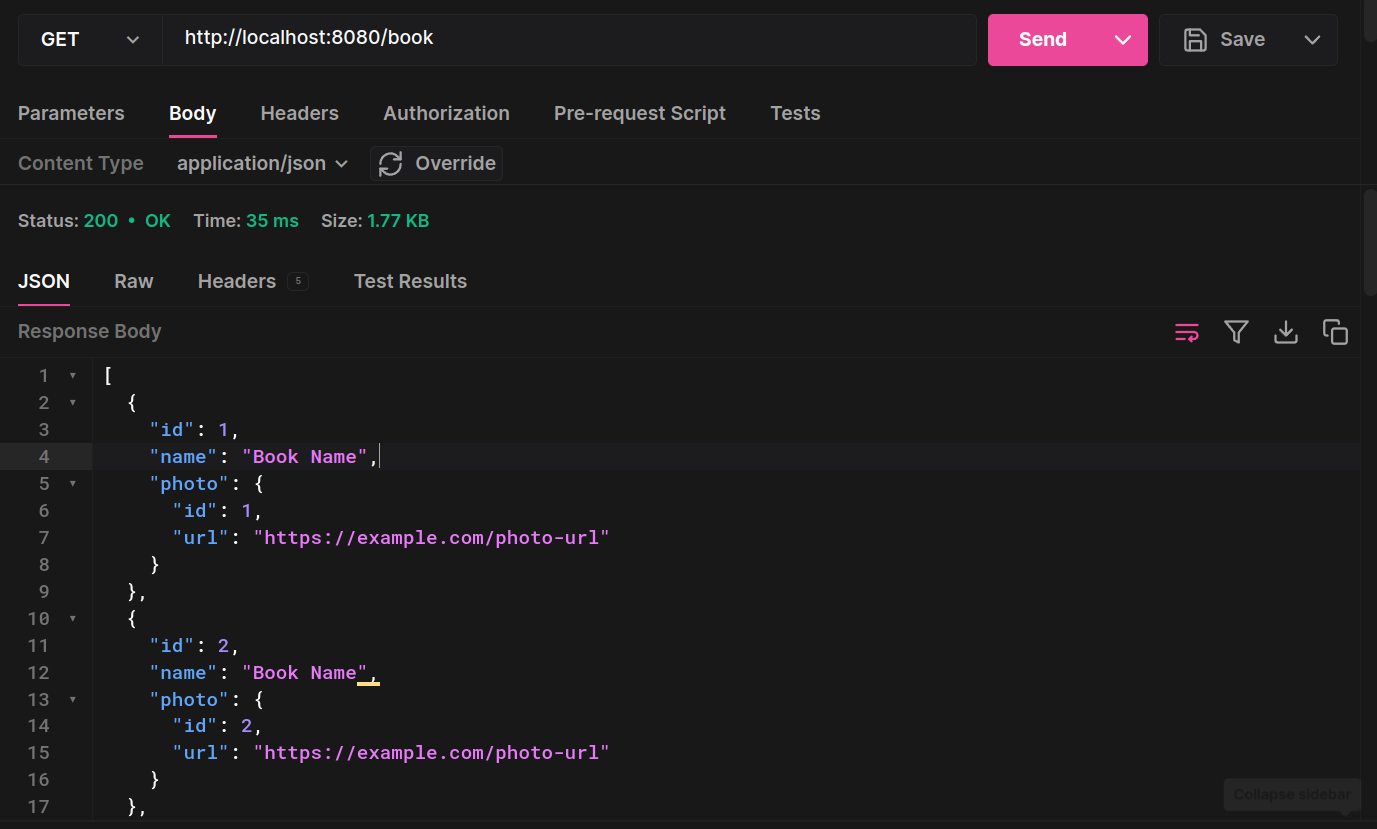 GET http://localhost:8080/book Send Save
Parameters Body Headers Authorization Pre-request Script Tests
Content Type application/json Override
Status: 200 • OK Time: 35 ms Size: 1.77 KB
JSON Raw Headers 5 Test Results
Response Body
1 [
2 {
3 "id": 1,
4 "name": "Book Name",
5 "photo": {
6 "id": 1,
7 "url": "https://example.com/photo-url"
8 }
9 },
10 {
11 "id": 2,
12 "name": "Book Name",
13 "photo": {
14 "id": 2,
15 "url": "https://example.com/photo-url"
16 }
17 },
Collapse sidebar